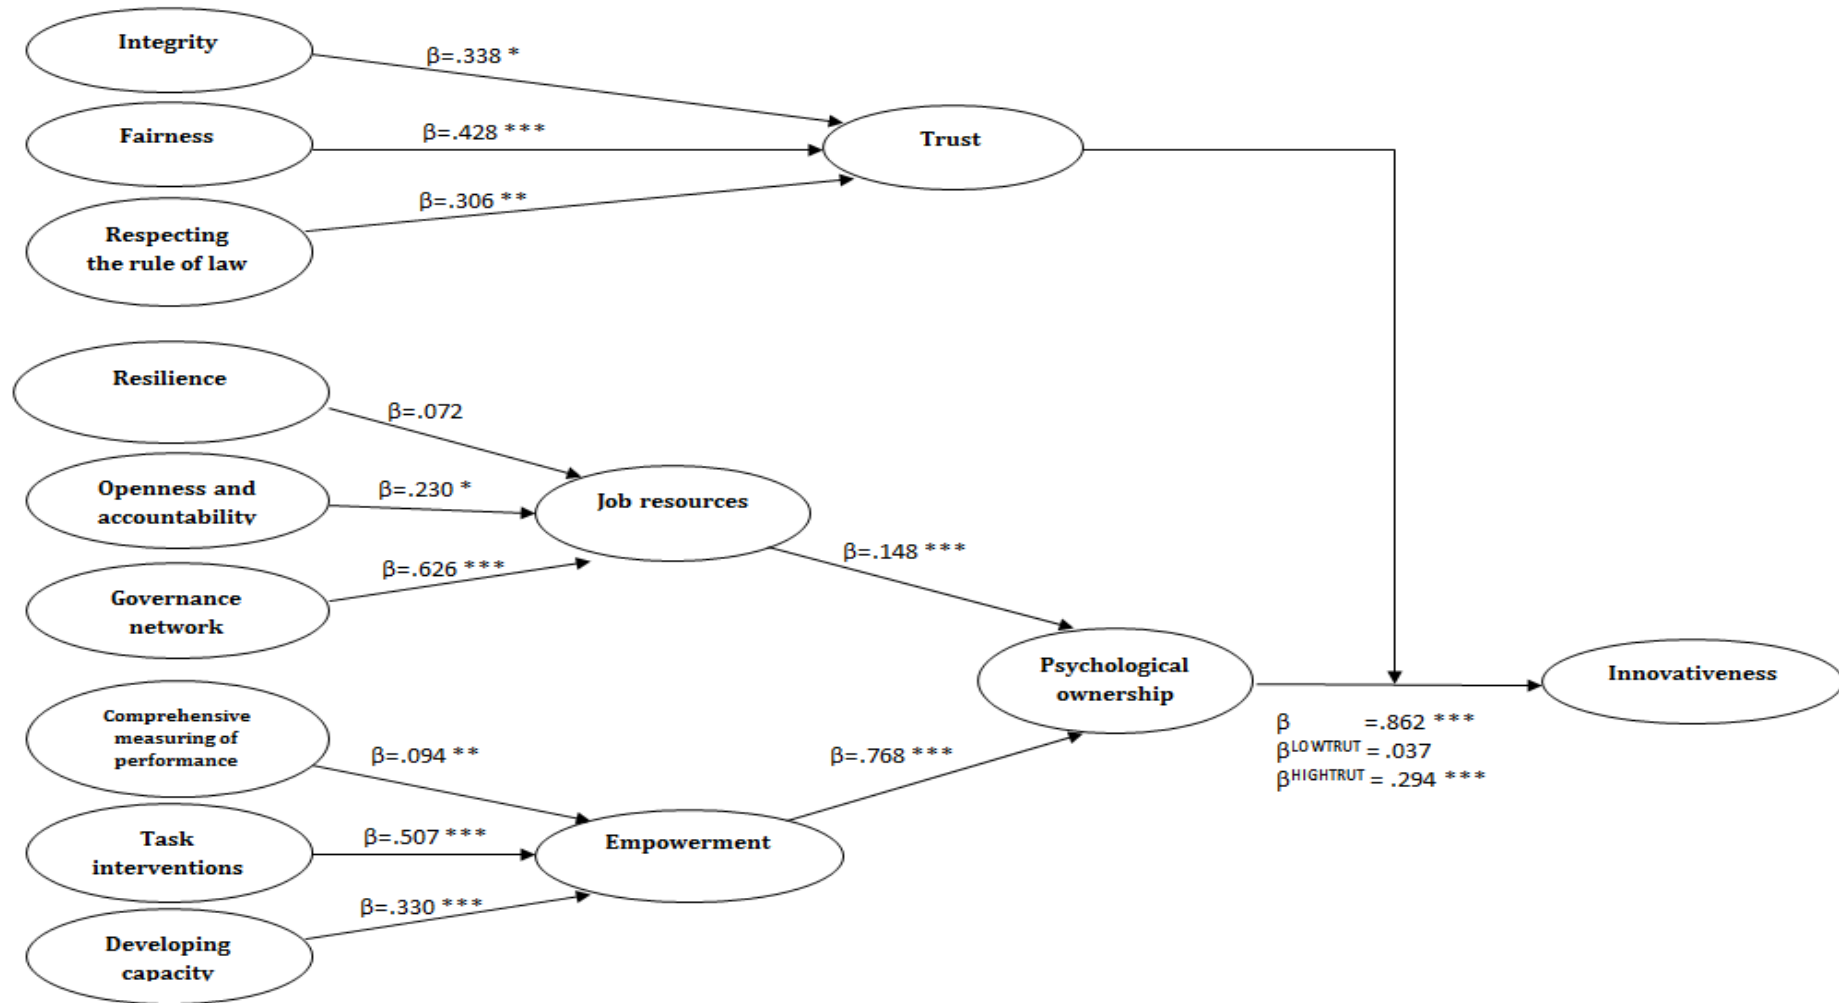 Integrity
β=.338 *
Fairness
β=.428 ***
Trust
β=.306 **
Respecting
the rule of law
Resilience
β=.072
Openness and
accountability
β=.230 *
Job resources
β=.626 ***
Governance
network
β=.148 ***
Psychological
ownership
Innovativeness
Comprehensive
measuring of
performance
β=.094 **
β=.768 ***
β =.862 ***
β^LOWTRUT = .037
β^HIGHTRUT = .294 ***
Task
interventions
β=.507 ***
Empowerment
β=.330 ***
Developing
capacity